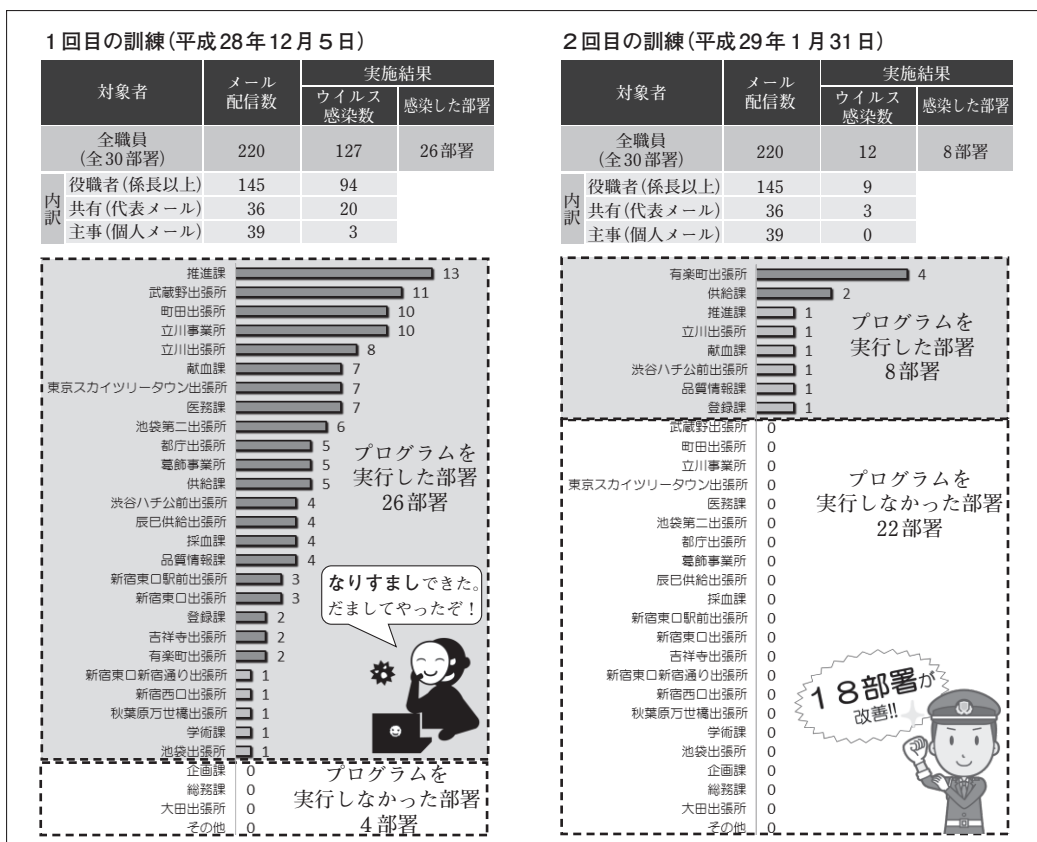 1回目の訓練(平成28年12月5日)
対象者
メール
配信数
実施結果
ウイルス
感染数
感染した部署
全職員
(全30部署)
220
127
26部署
内訳
役職者(係長以上)
145
94
共有(代表メール)
36
20
主事(個人メール)
39
3
推進課 13
武蔵野出張所 11
町田出張所 10
立川事業所 10
立川出張所 8
献血課 7
東京スカイツリータウン出張所 7
医務課 7
池袋第二出張所 6
都庁出張所 5
葛飾事業所 5
供給課 5
渋谷ハチ公前出張所 4
辰巳供給出張所 4
採血課 4
品質情報課 4
新宿東口駅前出張所 3
新宿東口出張所 3
登録課 2
吉祥寺出張所 2
有楽町出張所 2
新宿東口新宿通り出張所 1
新宿西口出張所 1
秋葉原万世橋出張所 1
学術課 1
池袋出張所 1
プログラムを
実行した部署
26部署
なりすましできた。
だましてやったぞ！
企画課 0
総務課 0
大田出張所 0
その他 0
プログラムを
実行しなかった部署
4部署
2回目の訓練(平成29年1月31日)
対象者
メール
配信数
実施結果
ウイルス
感染数
感染した部署
全職員
(全30部署)
220
12
8部署
内訳
役職者(係長以上)
145
9
共有(代表メール)
36
3
主事(個人メール)
39
0
有楽町出張所 4
供給課 2
推進課 1
立川出張所 1
献血課 1
渋谷ハチ公前出張所 1
品質情報課 1
登録課 1
プログラムを
実行した部署
8部署
武蔵野出張所 0
町田出張所 0
立川事業所 0
東京スカイツリータウン出張所 0
医務課 0
池袋第二出張所 0
都庁出張所 0
葛飾事業所 0
辰巳供給出張所 0
採血課 0
新宿東口駅前出張所 0
新宿東口出張所 0
吉祥寺出張所 0
新宿東口新宿通り出張所 0
新宿西口出張所 0
秋葉原万世橋出張所 0
学術課 0
池袋出張所 0
企画課 0
総務課 0
大田出張所 0
その他 0
プログラムを
実行しなかった部署
22部署
18部署が
改善!!